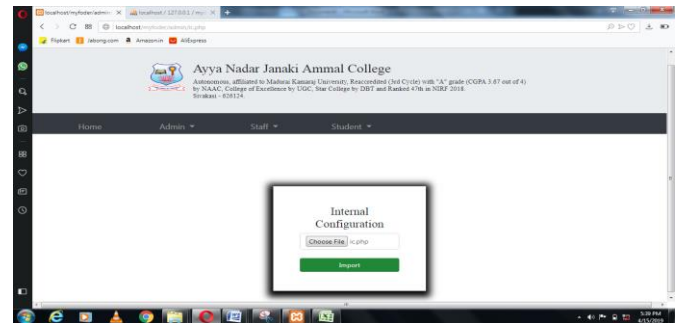 localhost/myfoder/admin
localhost / 127.0.0.1 / my
localhost/myfoder/admin/ic.php
Flipkart
Jabong.com
Amazon.in
AliExpress
Ayya Nadar Janaki Ammal College
Autonomous, affiliated to Madurai Kamaraj University, Reaccredited (3rd Cycle) with "A" grade (CGPA 3.67 out of 4)
by NAAC, College of Excellence by UGC, Star College by DBT and Ranked 47th in NIRF 2018.
Sivakasi - 626124.
Home Admin Staff Student
Internal
Configuration
Choose File ic.php
Import
5:39 PM
4/15/2019